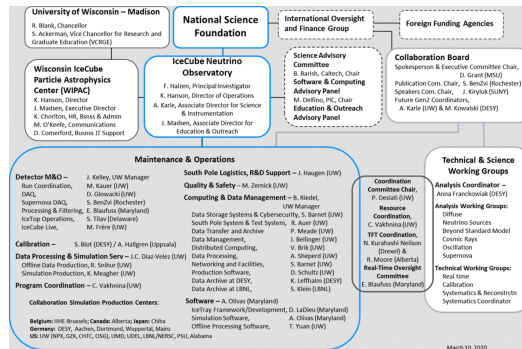 University of Wisconsin – Madison
R. Blank, Chancellor
S. Ackerman, Vice Chancellor for Research and
Graduate Education (VCRGE)
National Science
Foundation
International Oversight
and Finance Group
Foreign Funding Agencies
Wisconsin IceCube
Particle Astrophysics
Center (WIPAC)
K. Hanson, Director
J. Madsen, Executive Director
K. Chorlton, HR, Bsnss & Admin
M. O'Keefe, Communications
D. Comerford, Busnss IT Support
IceCube Neutrino
Observatory
F. Halzen, Principal Investigator
K. Hanson, Director of Operations
A. Karle, Associate Director for Science
& Instrumentation
J. Madsen, Associate Director for
Education & Outreach
Science Advisory
Committee
B. Barish, Caltech, Chair
Software & Computing
Advisory Panel
M. Delfino, PIC, Chair
Education & Outreach
Advisory Panel
Collaboration Board
Spokesperson & Executive Committee Chair,
D. Grant (MSU)
Publication Com. Chair, S. BenZvi (Rochester)
Speakers Com. Chair, J. Kiryluk (SUNY)
Future Gen2 Coordinators,
A. Karle (UW) & M. Kowalski (DESY)
Maintenance & Operations
Detector M&O - J. Kelley, UW Manager
Run Coordination, M. Kauer (UW)
DAQ, D. Glowacki (UW)
Supernova DAQ, S. BenZvi (Rochester)
Processing & Filtering, E. Blaufuss (Maryland)
IceTop Operations, S. Tilav (Delaware)
IceCube Live, M. Frère (UW)
Calibration – S. Blot (DESY) / A. Hallgren (Uppsala)
Data Processing & Simulation Serv – J.C. Diaz-Velez (UW)
Offline Data Production, R. Snihur (UW)
Simulation Production, K. Meagher (UW)
Program Coordination – C. Vakhnina (UW)
Collaboration Simulation Production Centers:
Belgium: IIHE-Brussels; Canada: Alberta; Japan: Chiba
Germany: DESY, Aachen, Dortmund, Wuppertal, Mainz
US: UW (NPX, GZK, CHTC, OSG), UMD, UDEL, LBNL/NERSC, PSU, Alabama
South Pole Logistics, R&D Support – J. Haugen (UW)
Quality & Safety – M. Zernick (UW)
Computing & Data Management – B. Riedel,
UW Manager
Data Storage Systems & Cybersecurity, S. Barnet (UW)
South Pole Systems & Test System, R. Auer (UW)
Data Transfer and Archive P. Meade (UW)
Data Management, J. Bellinger (UW)
Distributed Computing, V. Brik (UW)
Data Processing, A. Sheperd (UW)
Networking and Facilities, S. Barnet (UW)
Production Software, D. Schultz (UW)
Data Archive at DESY, K. Leffhalm (DESY)
Data Archive at LBNL, S. Klein (LBNL)
Software - A. Olivas (Maryland)
IceTray Framework/Development, D. LaDieu (Maryland)
Simulation Software, A. Olivas (Maryland)
Offline Processing Software, T. Yuan (UW)
Coordination
Committee Chair,
P. Desiati (UW)
Resource
Coordination,
C. Vakhnina (UW)
TFT Coordination,
N. Kurahashi Neilson
(Drexel) &
R. Moore (Alberta)
Real-Time Oversight
Committee
E. Blaufuss (Maryland)
Technical & Science
Working Groups
Analysis Coordinator –
Anna Franckowiak (DESY)
Analysis Working Groups:
Diffuse
Neutrino Sources
Beyond Standard Model
Cosmic Rays
Oscillation
Supernova
Technical Working Groups:
Real Time
Calibration
Systematics & Reconstrctn
Systematics Coordinator
March 10, 2020